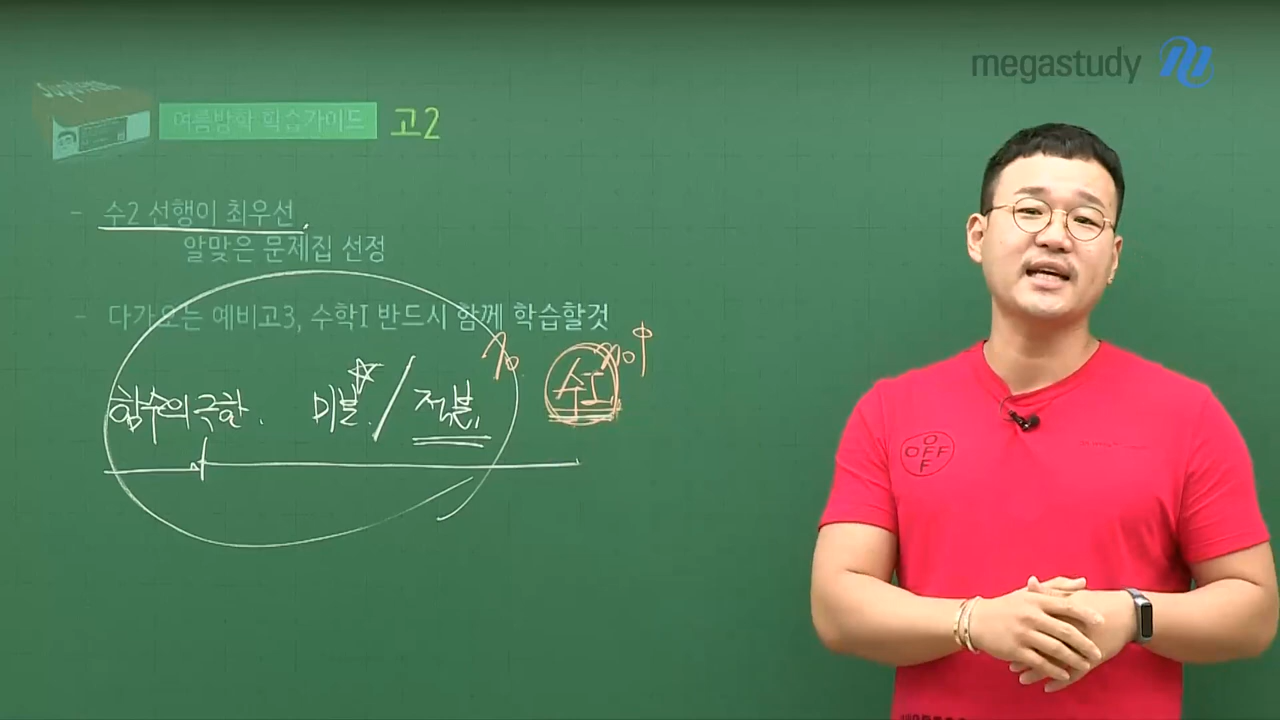 megastudy
여름방학 학습가이드 고2
- 수2 선행이 최우선
알맞은 문제집 선정
- 다가오는 예비고3, 수학I 반드시 함께 학습할것
함수의 극한. 미분. / 적분.
수I
O
OFF
F